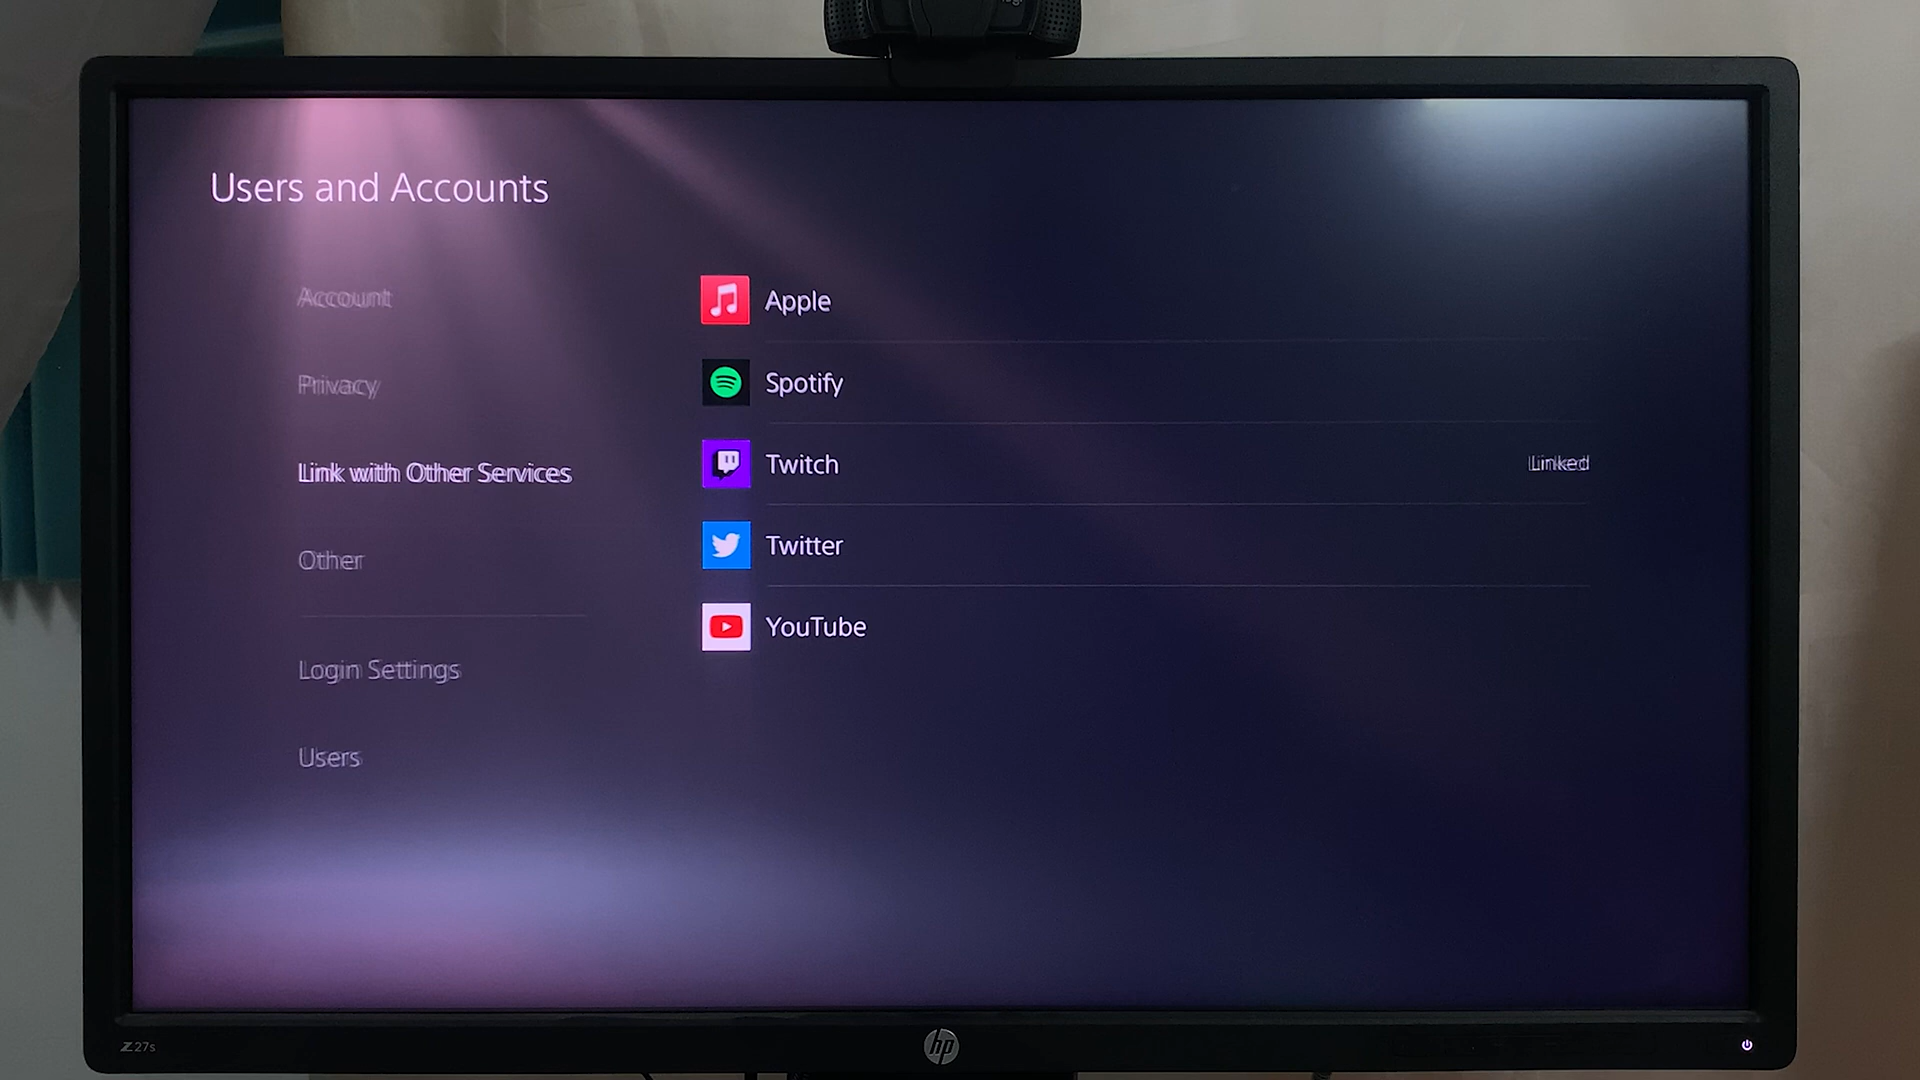 Users and Accounts
Account
Privacy
Link with Other Services
Other
Login Settings
Users
Apple
Spotify
Twitch
Linked
Twitter
YouTube
Z27s
hp